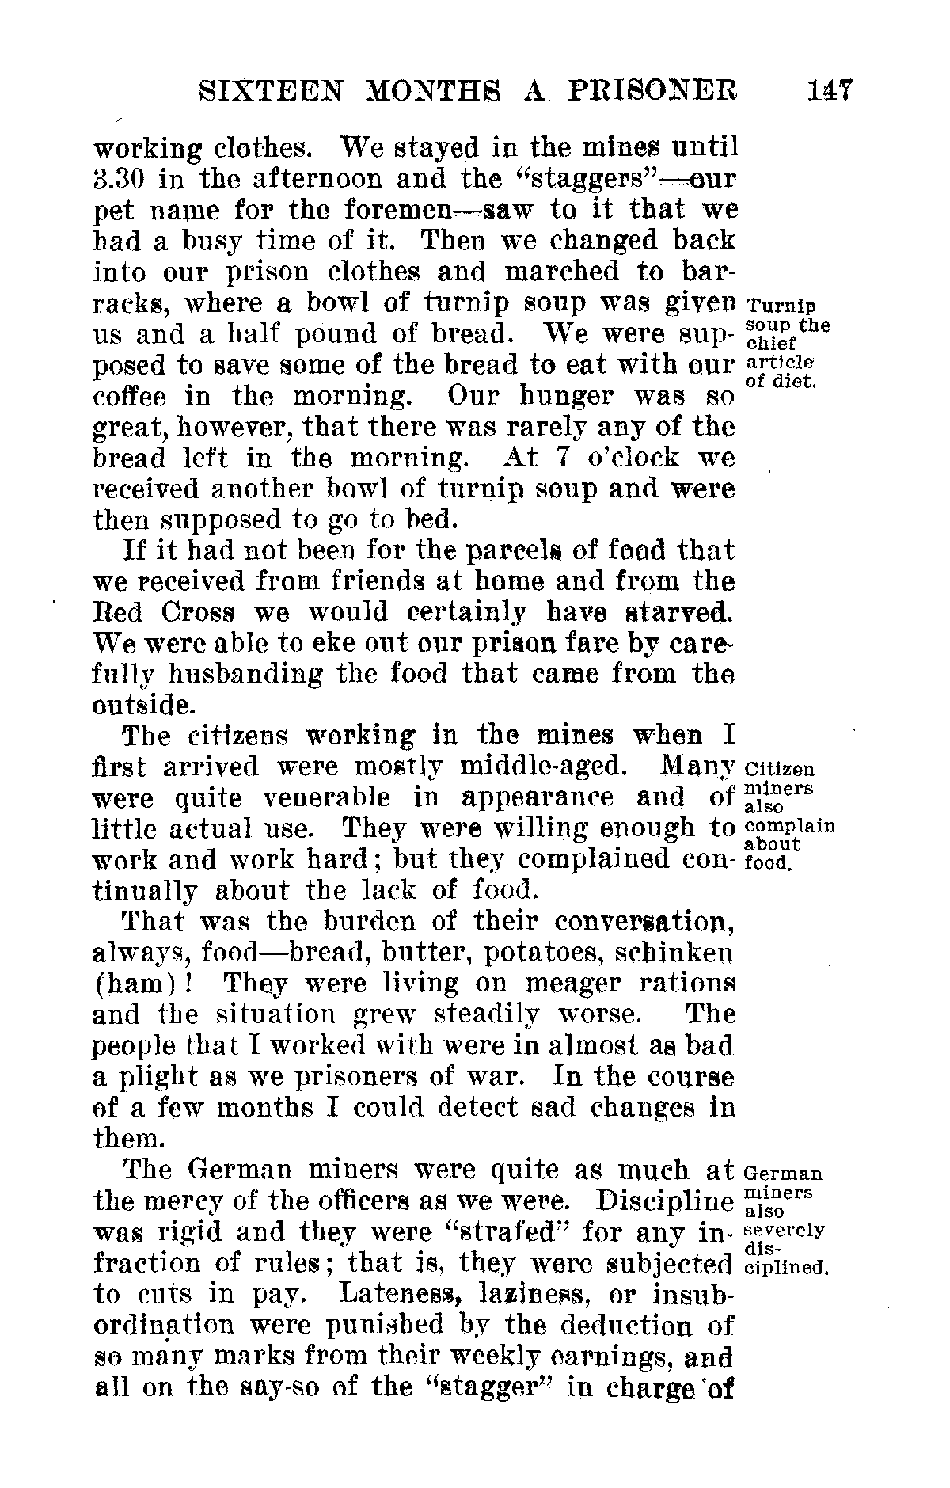 SIXTEEN MONTHS A PRISONER 147
working clothes. We stayed in the mines until
3.30 in the afternoon and the “staggers”—our
pet name for the foremen—saw to it that we
had a busy time of it. Then we changed back
into our prison clothes and marched to bar-
racks, where a bowl of turnip soup was given
us and a half pound of bread. We were sup-
posed to save some of the bread to eat with our
coffee in the morning. Our hunger was so
great, however, that there was rarely any of the
bread left in the morning. At 7 o’clock we
received another bowl of turnip soup and were
then supposed to go to bed.
Turnip
soup the
chief
article
of diet.
If it had not been for the parcels of food that
we received from friends at home and from the
Red Cross we would certainly have starved.
We were able to eke out our prison fare by care-
fully husbanding the food that came from the
outside.
The citizens working in the mines when I
first arrived were mostly middle-aged. Many
were quite venerable in appearance and of
little actual use. They were willing enough to
work and work hard; but they complained con-
tinually about the lack of food.
Citizen
miners
also
complain
about
food.
That was the burden of their conversation,
always, food—bread, butter, potatoes, schinken
(ham)! They were living on meager rations
and the situation grew steadily worse. The
people that I worked with were in almost as bad
a plight as we prisoners of war. In the course
of a few months I could detect sad changes in
them.
The German miners were quite as much at
the mercy of the officers as we were. Discipline
was rigid and they were “strafed” for any in-
fraction of rules; that is, they were subjected
to cuts in pay. Lateness, laziness, or insub-
ordination were punished by the deduction of
so many marks from their weekly earnings, and
all on the say-so of the “stagger” in charge of
German
miners
also
severely
dis-
ciplined.